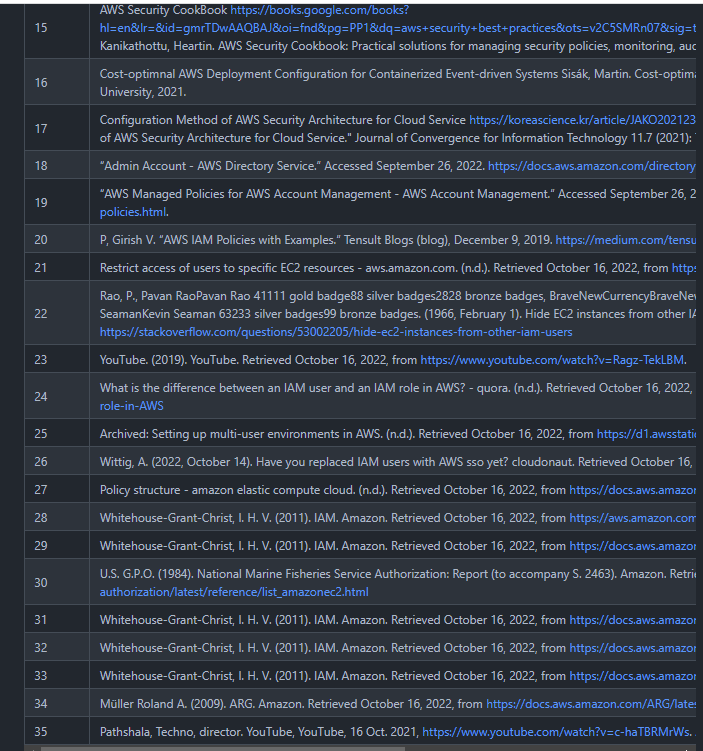 AWS Security CookBook https://books.google.com/books?
15
hl=en&lr=&id=gmrTDwAAQBAJ&oi=fnd&pg=PP1&dq=aws+security+best+practices&ots=v2C5SMRn07&sig=t
Kanikathottu, Heartin. AWS Security Cookbook: Practical solutions for managing security policies, monitoring, auc
16
Cost-optimnal AWS Deployment Configuration for Containerized Event-driven Systems Sisák, Martin. Cost-optima
University, 2021.
17
Configuration Method of AWS Security Architecture for Cloud Service https://koreascience.kr/article/JAKO202123
of AWS Security Architecture for Cloud Service." Journal of Convergence for Information Technology 11.7 (2021):
18 "Admin Account - AWS Directory Service." Accessed September 26, 2022. https://docs.aws.amazon.com/directory
19
"AWS Managed Policies for AWS Account Management - AWS Account Management." Accessed September 26, 2
policies.html.
20 P, Girish V. "AWS IAM Policies with Examples." Tensult Blogs (blog), December 9, 2019. https://medium.com/tensu
21 Restrict access of users to specific EC2 resources - aws.amazon.com. (n.d.). Retrieved October 16, 2022, from https
22
Rao, P., Pavan RaoPavan Rao 41111 gold badge88 silver badges2828 bronze badges, BraveNewCurrencyBraveNew
SeamanKevin Seaman 63233 silver badges99 bronze badges. (1966, February 1). Hide EC2 instances from other IA
https://stackoverflow.com/questions/53002205/hide-ec2-instances-from-other-iam-users
23 YouTube. (2019). YouTube. Retrieved October 16, 2022, from https://www.youtube.com/watch?v=Ragz-TekLBM.
24
What is the difference between an IAM user and an IAM role in AWS? - quora. (n.d.). Retrieved October 16, 2022,
role-in-AWS
25 Archived: Setting up multi-user environments in AWS. (n.d.). Retrieved October 16, 2022, from https://d1.awsstatic
26 Wittig, A. (2022, October 14). Have you replaced IAM users with AWS sso yet? cloudonaut. Retrieved October 16,
27 Policy structure - amazon elastic compute cloud. (n.d.). Retrieved October 16, 2022, from https://docs.aws.amazor
28 Whitehouse-Grant-Christ, I. H. V. (2011). IAM. Amazon. Retrieved October 16, 2022, from https://aws.amazon.com
29 Whitehouse-Grant-Christ, I. H. V. (2011). IAM. Amazon. Retrieved October 16, 2022, from https://docs.aws.amazor
30
U.S. G.P.O. (1984). National Marine Fisheries Service Authorization: Report (to accompany S. 2463). Amazon. Retri
authorization/latest/reference/list_amazonec2.html
31 Whitehouse-Grant-Christ, I. H. V. (2011). IAM. Amazon. Retrieved October 16, 2022, from https://docs.aws.amazor
32 Whitehouse-Grant-Christ, I. H. V. (2011). IAM. Amazon. Retrieved October 16, 2022, from https://docs.aws.amazor
33 Whitehouse-Grant-Christ, I. H. V. (2011). IAM. Amazon. Retrieved October 16, 2022, from https://docs.aws.amazor
34 Müller Roland A. (2009). ARG. Amazon. Retrieved October 16, 2022, from https://docs.aws.amazon.com/ARG/lates
35 Pathshala, Techno, director. YouTube, YouTube, 16 Oct. 2021, https://www.youtube.com/watch?v=c-haTBRMrWs.